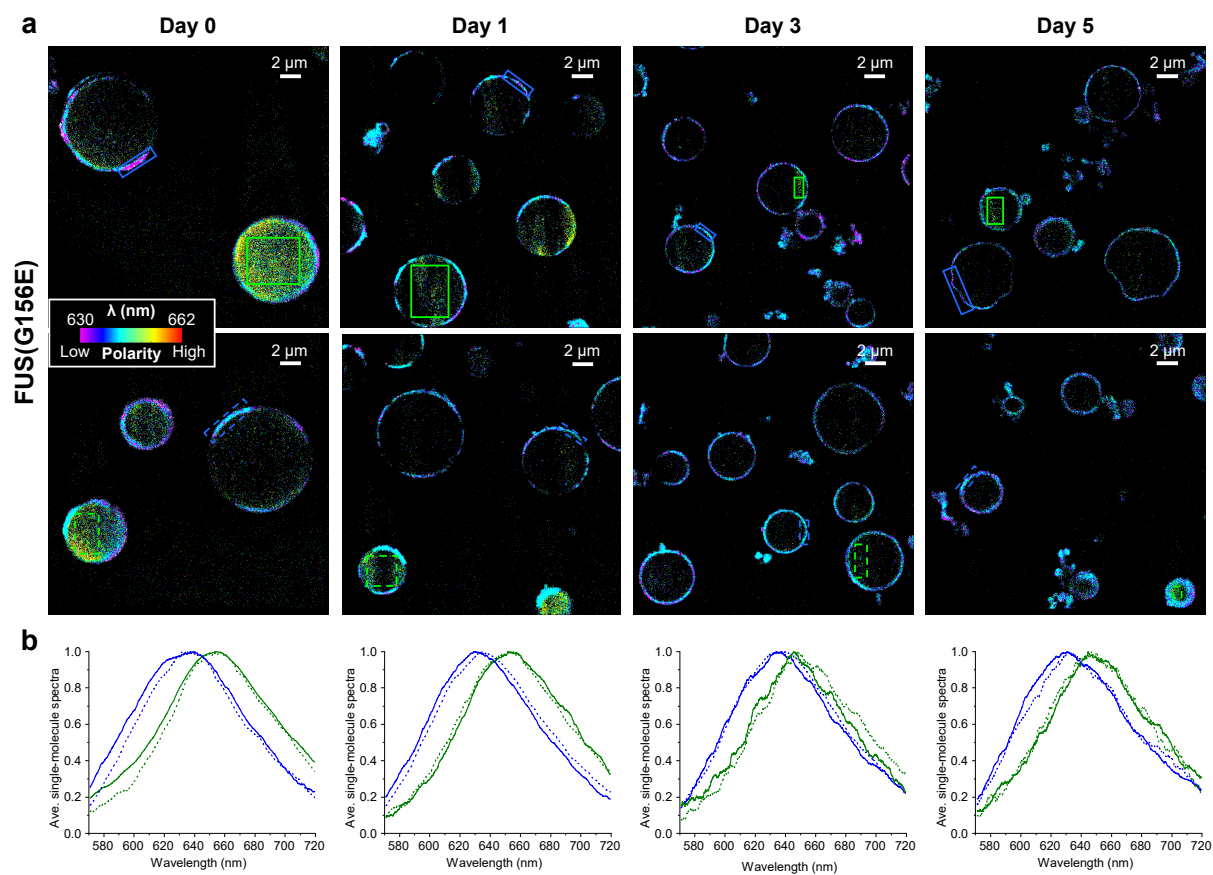 a
Day 0
Day 1
Day 3
Day 5
2 μm
2 μm
2 μm
2 μm
FUS(G156E)
λ (nm)
630
662
Low
Polarity
High
2 μm
2 μm
2 μm
2 μm
b
Ave. single-molecule spectra
1.0
0.8
0.6
0.4
0.2
0.0
580 600 620 640 660 680 700 720
Wavelength (nm)
Ave. single-molecule spectra
1.0
0.8
0.6
0.4
0.2
0.0
580 600 620 640 660 680 700 720
Wavelength (nm)
Ave. single-molecule spectra
1.0
0.8
0.6
0.4
0.2
0.0
580 600 620 640 660 680 700 720
Wavelength (nm)
Ave. single-molecule spectra
1.0
0.8
0.6
0.4
0.2
0.0
580 600 620 640 660 680 700 720
Wavelength (nm)